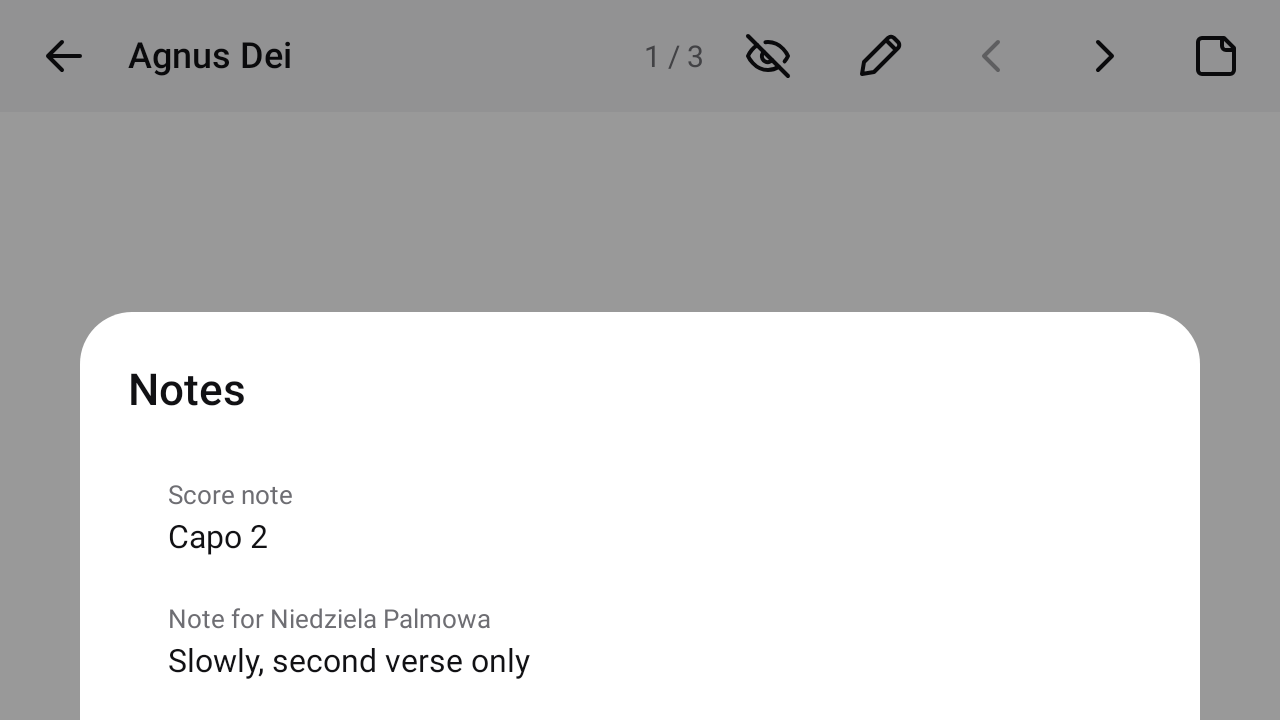 Agnus Dei
1 / 3
Notes
Score note
Capo 2
Note for Niedziela Palmowa
Slowly, second verse only